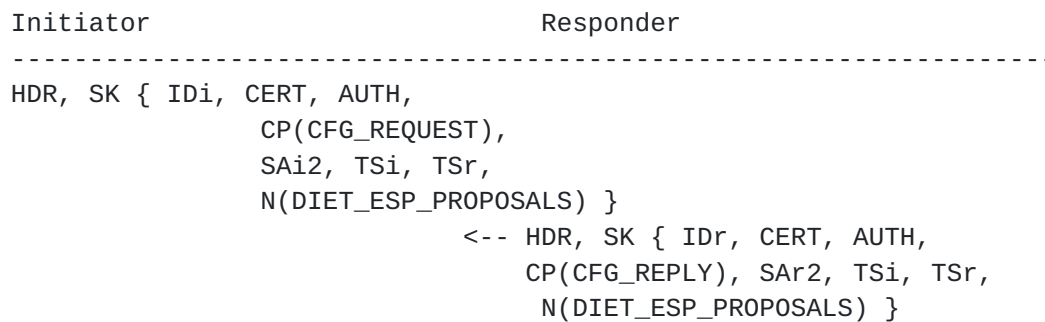 Initiator                         Responder
-------------------------------------------------------------------
HDR, SK { IDi, CERT, AUTH,
CP(CFG_REQUEST),
SAi2, TSi, TSr,
N(DIET_ESP_PROPOSALS) }
<-- HDR, SK { IDr, CERT, AUTH,
CP(CFG_REPLY), SAr2, TSi, TSr,
N(DIET_ESP_PROPOSALS) }